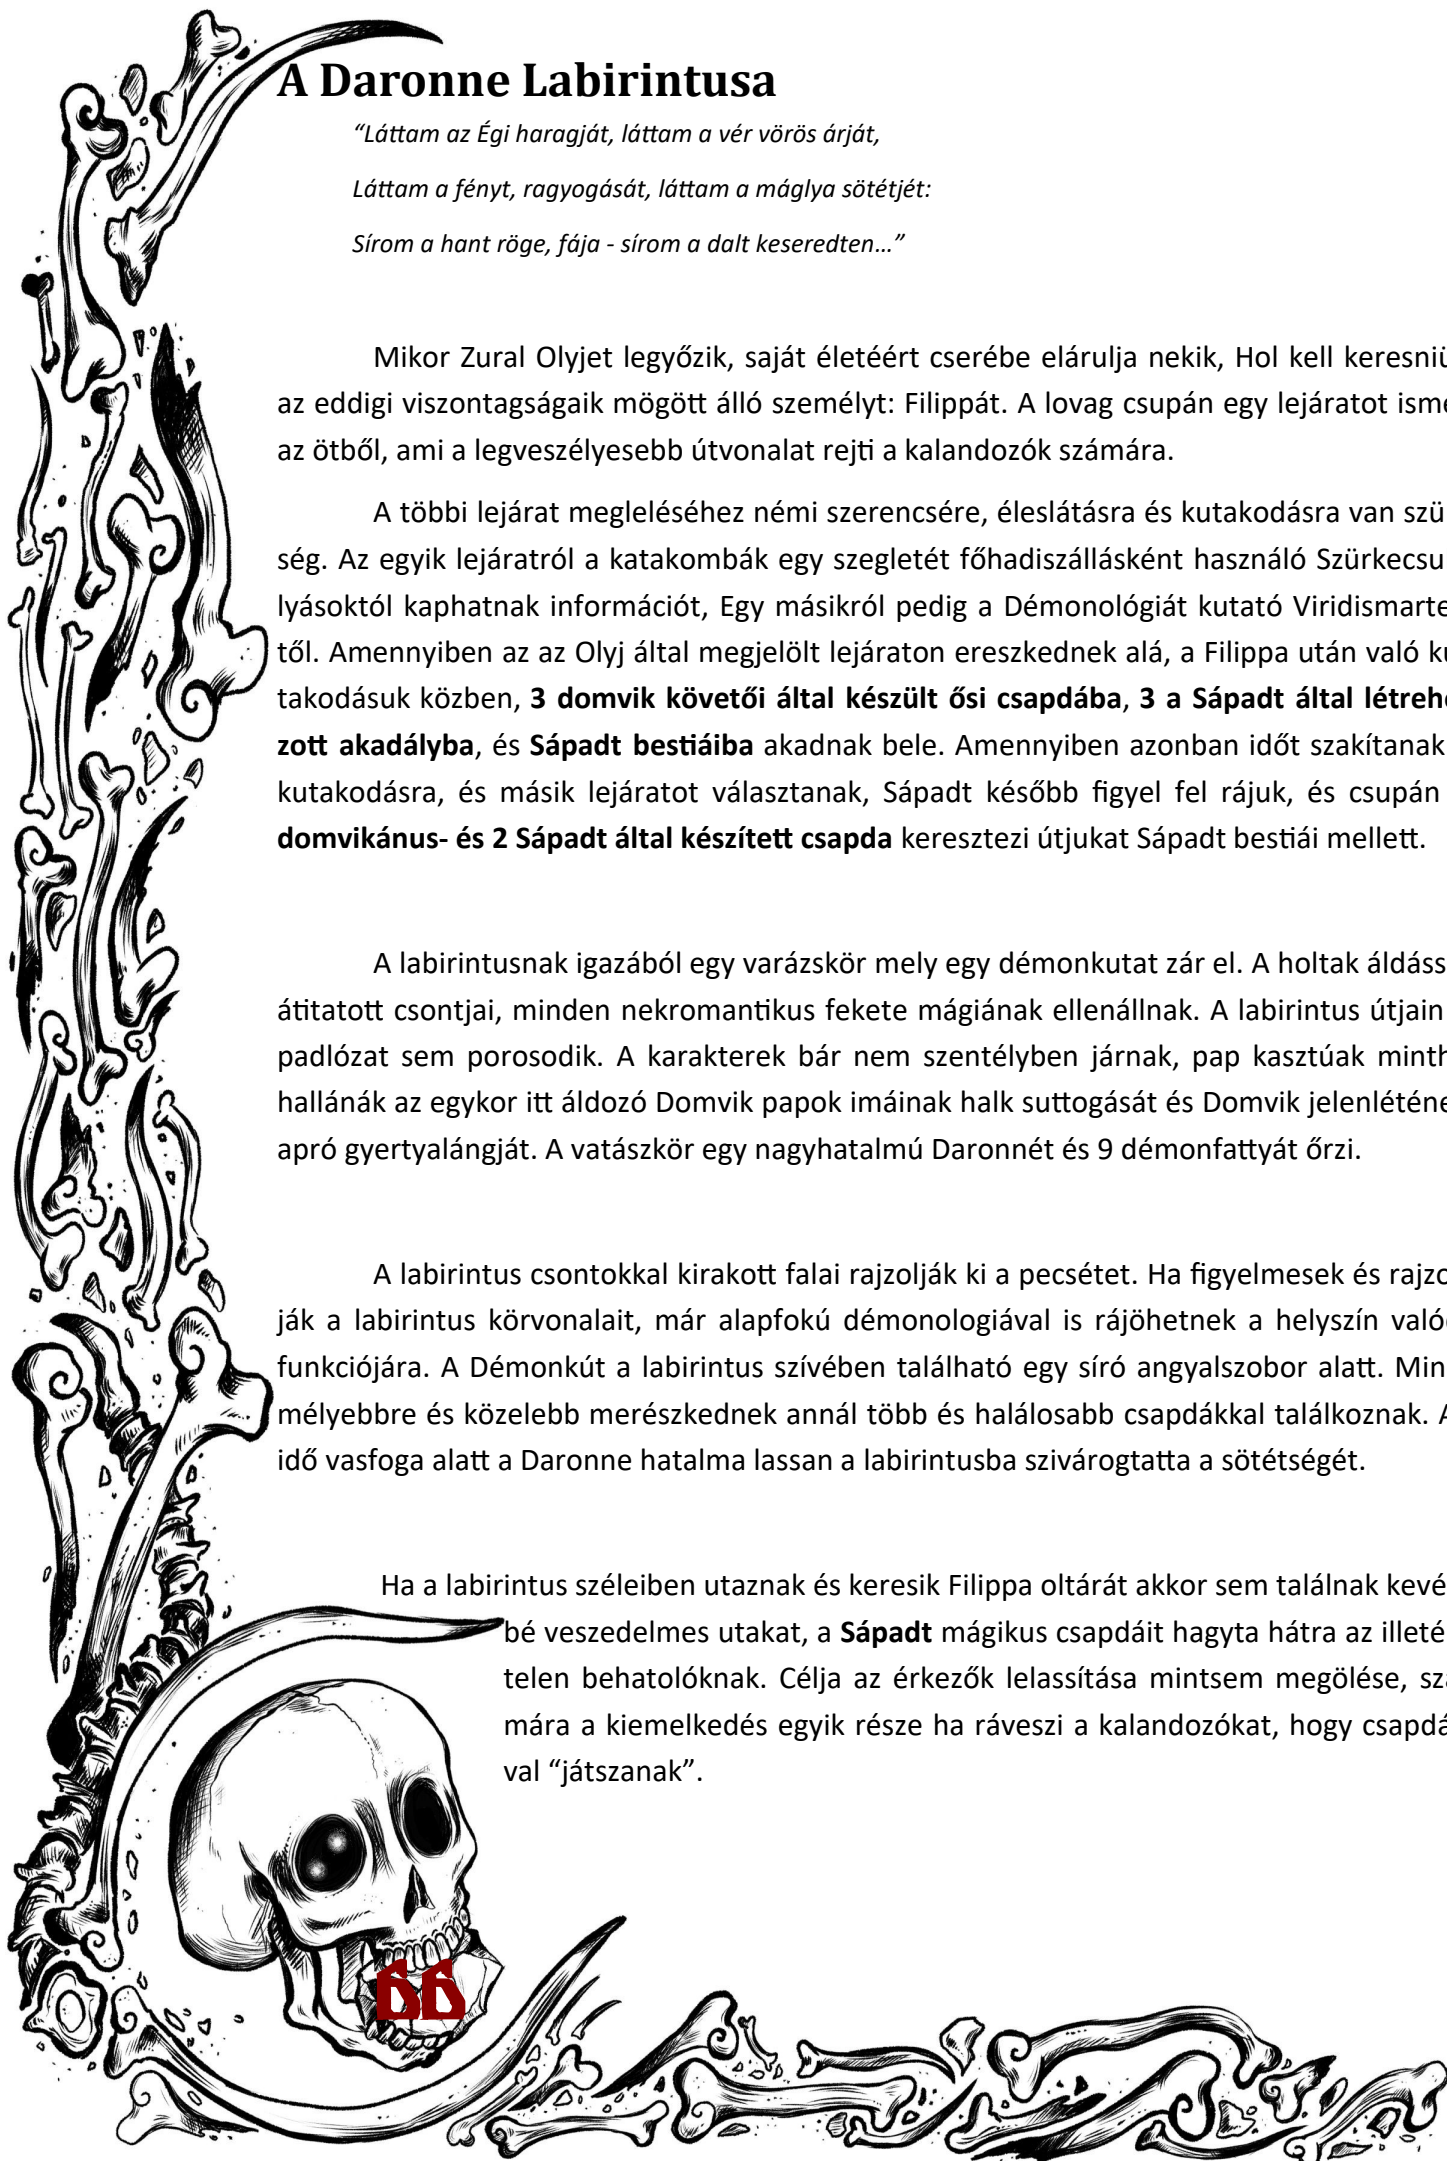 A Daronne Labirintusa
“Láttam az Égi haragját, láttam a vér vörös árját,
Láttam a fényt, ragyogását, láttam a máglya sötétjét:
Sírom a hant röge, fája - sírom a dalt keseredten…”
Mikor Zural Olyjet legyőzik, saját életéért cserébe elárulja nekik, Hol kell keresniü
az eddigi viszontagságaik mögött álló személyt: Filippát. A lovag csupán egy lejáratot isme
az ötből, ami a legveszélyesebb útvonalat rejti a kalandozók számára.
A többi lejárat megleléséhez némi szerencsére, éleslátásra és kutakodásra van szü
ség. Az egyik lejáratról a katakombák egy szegletét főhadiszállásként használó Szürkecsu
lyásoktól kaphatnak információt, Egy másikról pedig a Démonológiát kutató Viridismarte
től. Amennyiben az az Olyj által megjelölt lejáraton ereszkednek alá, a Filippa után való ku
takodásuk közben, 3 domvik követői által készült ősi csapdába, 3 a Sápadt által létreho
zott akadályba, és Sápadt bestiáiba akadnak bele. Amennyiben azonban időt szakítanak
kutakodásra, és másik lejáratot választanak, Sápadt később figyel fel rájuk, és csupán
domvikánus- és 2 Sápadt által készített csapda keresztezi útjukat Sápadt bestiái mellett.
A labirintusnak igazából egy varázskör mely egy démonkutat zár el. A holtak áldáss
átitatott csontjai, minden nekromantikus fekete mágiának ellenállnak. A labirintus útjain
padlózat sem porosodik. A karakterek bár nem szentélyben járnak, pap kasztúak minth
hallánák az egykor itt áldozó Domvik papok imáinak halk suttogását és Domvik jelenléténe
apró gyertyalángját. A vatászkör egy nagyhatalmú Daronnét és 9 démonfattyát őrzi.
A labirintus csontokkal kirakott falai rajzolják ki a pecsétet. Ha figyelmesek és rajzo
ják a labirintus körvonalait, már alapfokú démonologiával is rájöhetnek a helyszín való
funkciójára. A Démonkút a labirintus szívében található egy síró angyalszobor alatt. Min
mélyebbre és közelebb merészkednek annál több és halálosabb csapdákkal találkoznak. A
idő vasfoga alatt a Daronne hatalma lassan a labirintusba szivárogtatta a sötétségét.
Ha a labirintus széleiben utaznak és keresik Filippa oltárát akkor sem találnak kevé
bé veszedelmes utakat, a Sápadt mágikus csapdáit hagyta hátra az illeté
telen behatolóknak. Célja az érkezők lelassítása mintsem megölése, szá
mára a kiemelkedés egyik része ha ráveszi a kalandozókat, hogy csapdá
val “játszanak”.
66